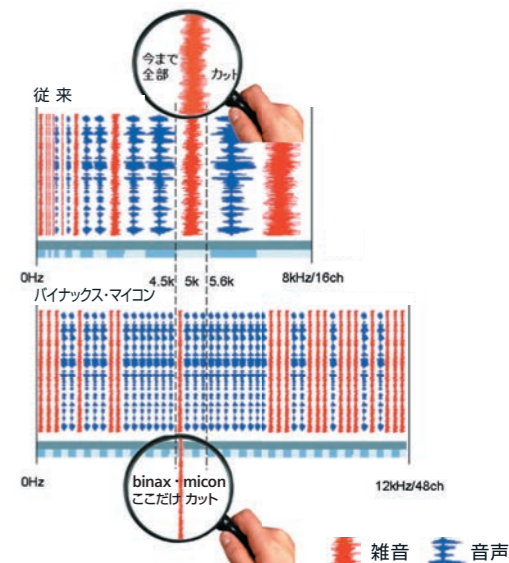 今まで
全部 カット
従来
0Hz 4.5k 5k 5.6k 8kHz/16ch
バイナックス・マイコン
0Hz 12kHz/48ch
binax・micon
ここだけ カット
雑音 音声